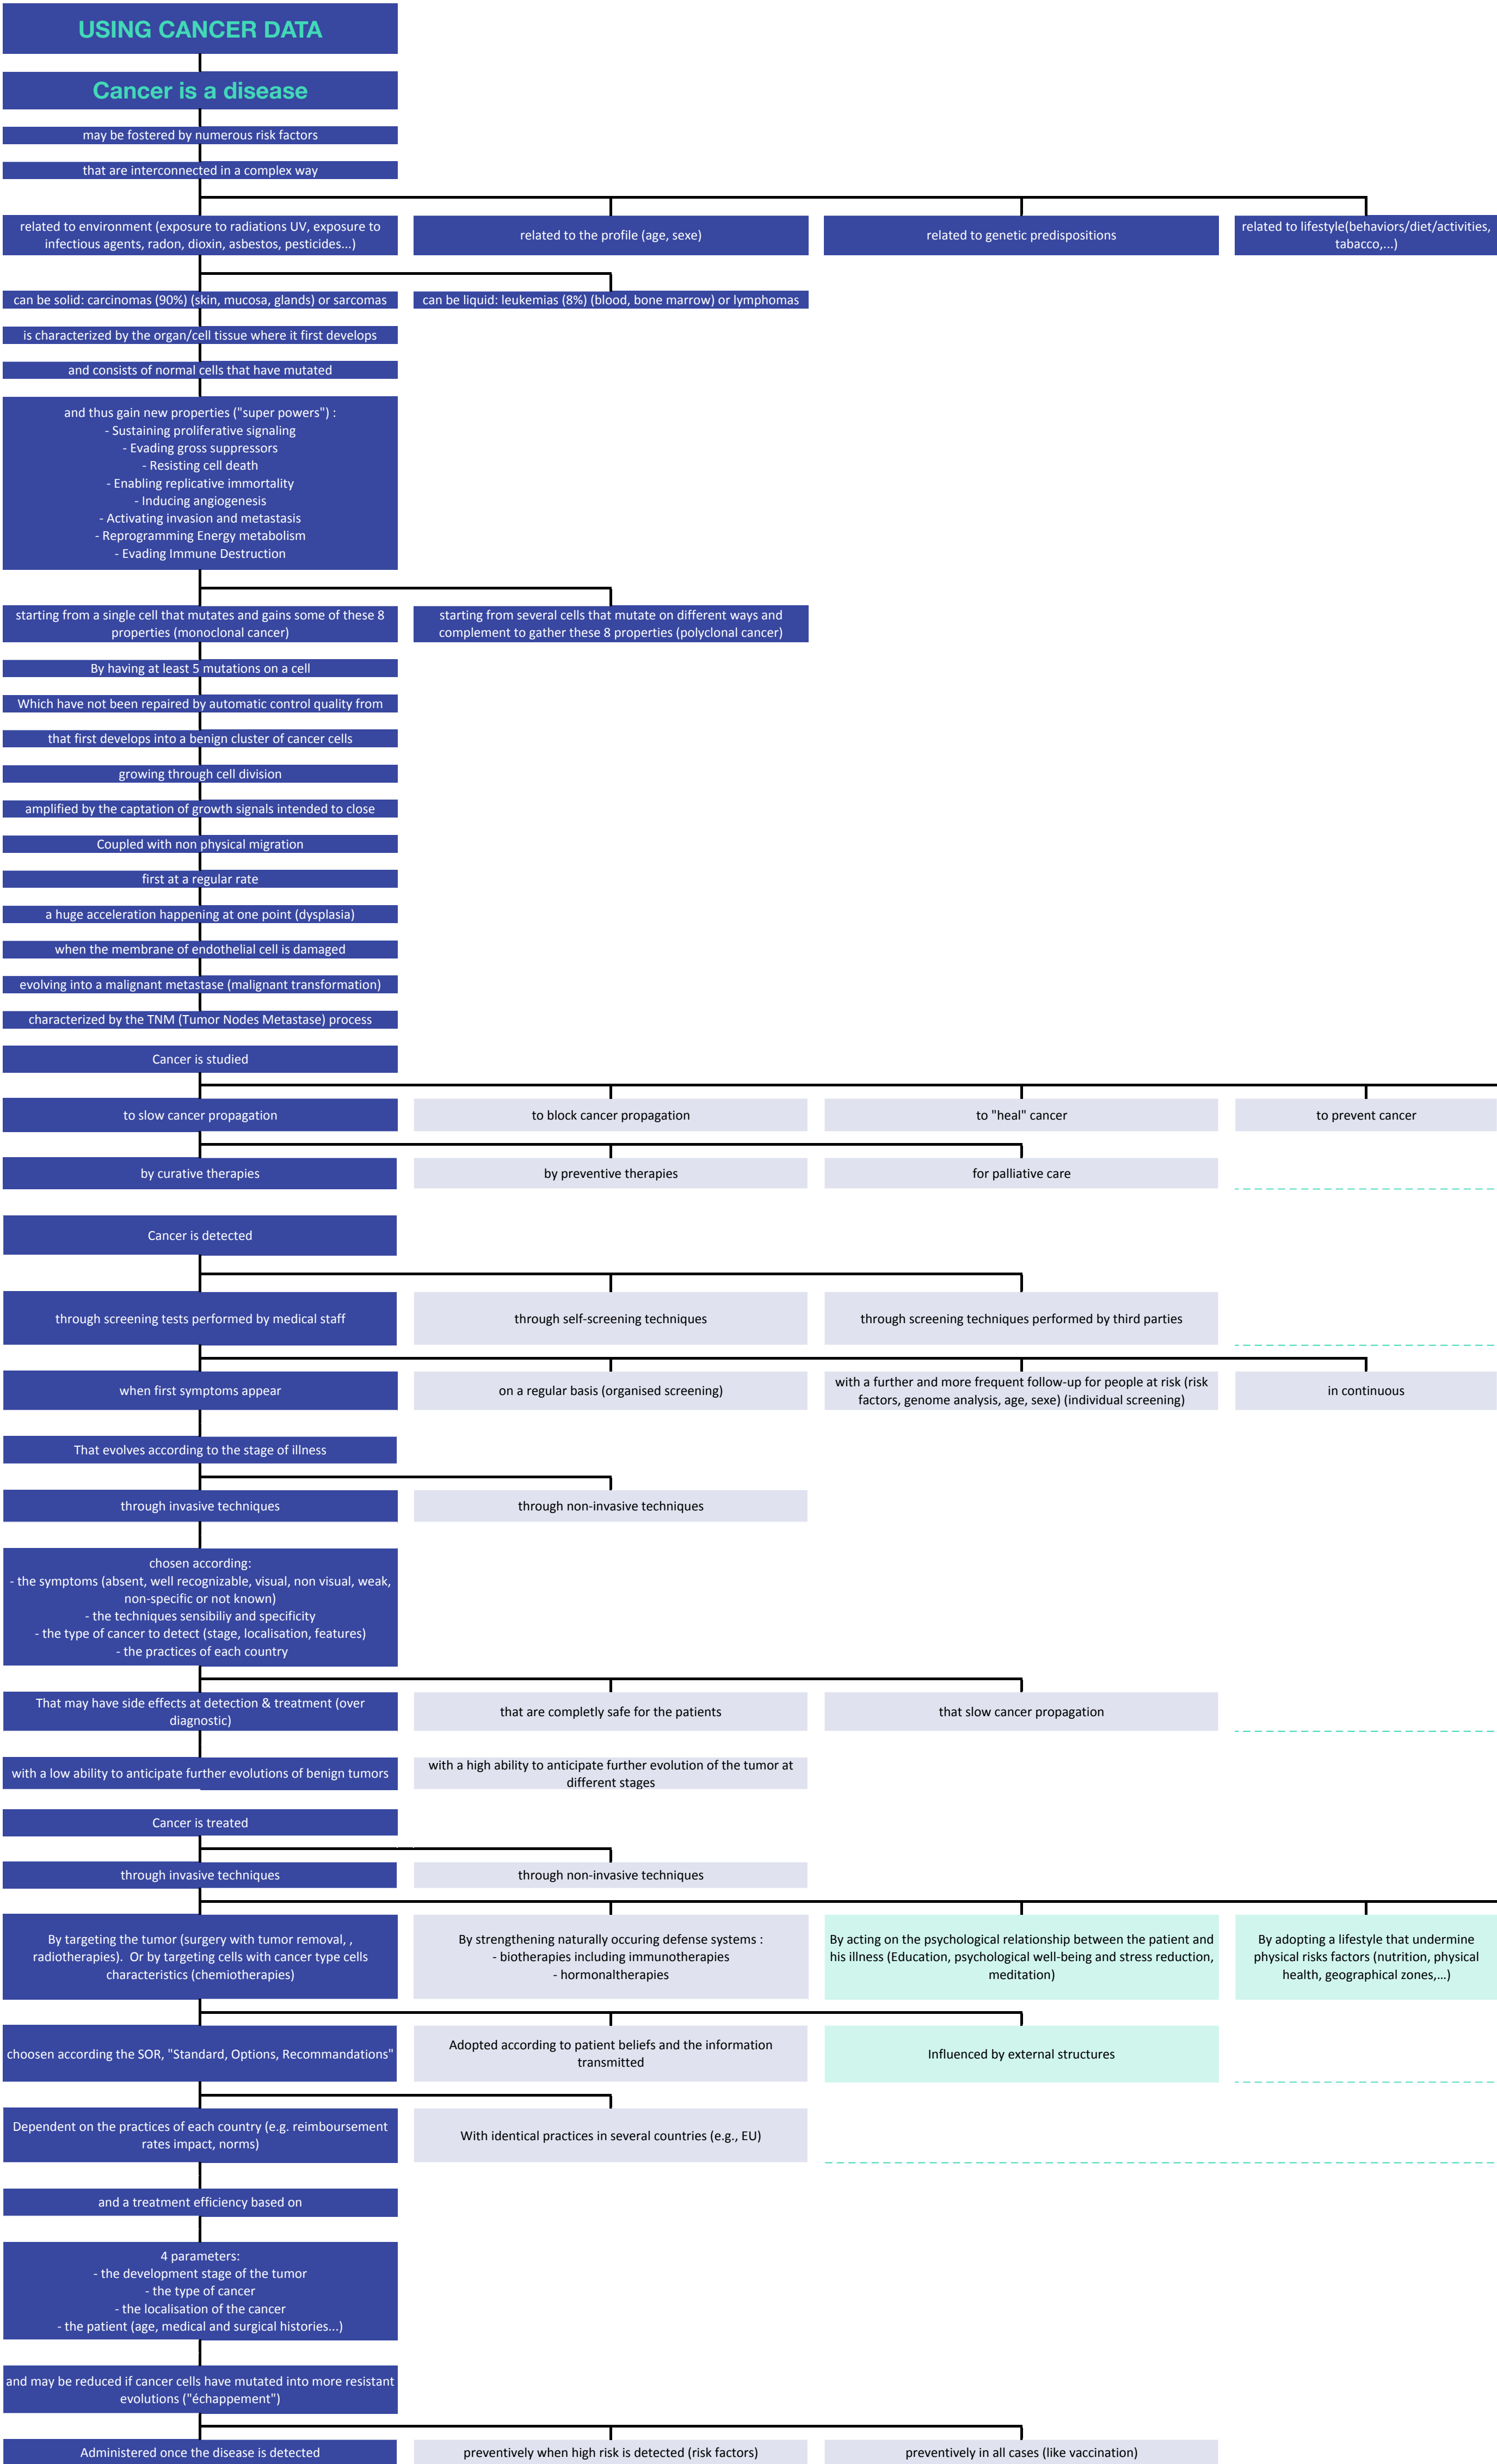 USING CANCER DATA
Cancer is a disease
may be fostered by numerous risk factors
that are interconnected in a complex way
related to environment (exposure to radiations UV, exposure to
infectious agents, radon, dioxin, asbestos, pesticides...)
related to the profile (age, sexe)
related to genetic predispositions
related to lifestyle(behaviors/diet/activities,
tabacco,...)
can be solid: carcinomas (90%) (skin, mucosa, glands) or sarcomas
can be liquid: leukemias (8%) (blood, bone marrow) or lymphomas
is characterized by the organ/cell tissue where it first develops
and consists of normal cells that have mutated
and thus gain new properties ("super powers") :
- Sustaining proliferative signaling
- Evading gross suppressors
- Resisting cell death
- Enabling replicative immortality
- Inducing angiogenesis
- Activating invasion and metastasis
- Reprogramming Energy metabolism
- Evading Immune Destruction
starting from a single cell that mutates and gains some of these 8
properties (monoclonal cancer)
starting from several cells that mutate on different ways and
complement to gather these 8 properties (polyclonal cancer)
By having at least 5 mutations on a cell
Which have not been repaired by automatic control quality from
that first develops into a benign cluster of cancer cells
growing through cell division
amplified by the captation of growth signals intended to close
Coupled with non physical migration
first at a regular rate
a huge acceleration happening at one point (dysplasia)
when the membrane of endothelial cell is damaged
evolving into a malignant metastase (malignant transformation)
characterized by the TNM (Tumor Nodes Metastase) process
Cancer is studied
to slow cancer propagation
to block cancer propagation
to "heal" cancer
to prevent cancer
by curative therapies
by preventive therapies
for palliative care
Cancer is detected
through screening tests performed by medical staff
through self-screening techniques
through screening techniques performed by third parties
when first symptoms appear
on a regular basis (organised screening)
with a further and more frequent follow-up for people at risk (risk
factors, genome analysis, age, sexe) (individual screening)
in continuous
That evolves according to the stage of illness
through invasive techniques
through non-invasive techniques
chosen according:
- the symptoms (absent, well recognizable, visual, non visual, weak,
non-specific or not known)
- the techniques sensibiliy and specificity
- the type of cancer to detect (stage, localisation, features)
- the practices of each country
That may have side effects at detection & treatment (over
diagnostic)
that are completly safe for the patients
that slow cancer propagation
with a low ability to anticipate further evolutions of benign tumors
with a high ability to anticipate further evolution of the tumor at
different stages
Cancer is treated
through invasive techniques
through non-invasive techniques
By targeting the tumor (surgery with tumor removal, ,
radiotherapies).  Or by targeting cells with cancer type cells
characteristics (chemiotherapies)
By strengthening naturally occuring defense systems :
- biotherapies including immunotherapies
- hormonaltherapies
By acting on the psychological relationship between the patient and
his illness (Education, psychological well-being and stress reduction,
meditation)
By adopting a lifestyle that undermine
physical risks factors (nutrition, physical
health, geographical zones,…)
choosen according the SOR, "Standard, Options, Recommandations"
Adopted according to patient beliefs and the information
transmitted
Influenced by external structures
Dependent on the practices of each country (e.g. reimboursement
rates impact, norms)
With identical practices in several countries (e.g., EU)
and a treatment efficiency based on
4 parameters:
- the development stage of the tumor
- the type of cancer
- the localisation of the cancer
- the patient (age, medical and surgical histories...)
and may be reduced if cancer cells have mutated into more resistant
evolutions ("échappement")
Administered once the disease is detected
preventively when high risk is detected (risk factors)
preventively in all cases (like vaccination)